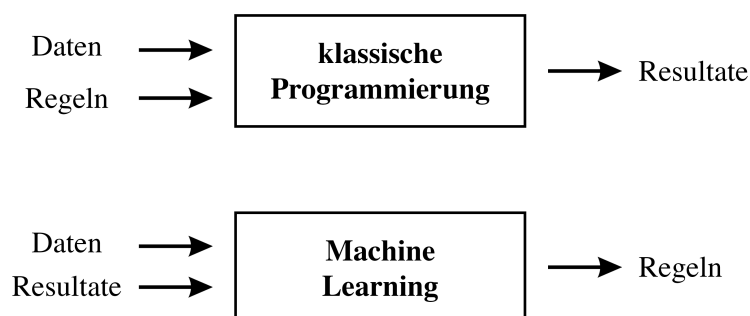 Daten
Regeln
klassische
Programmierung
Resultate
Daten
Resultate
Machine
Learning
Regeln